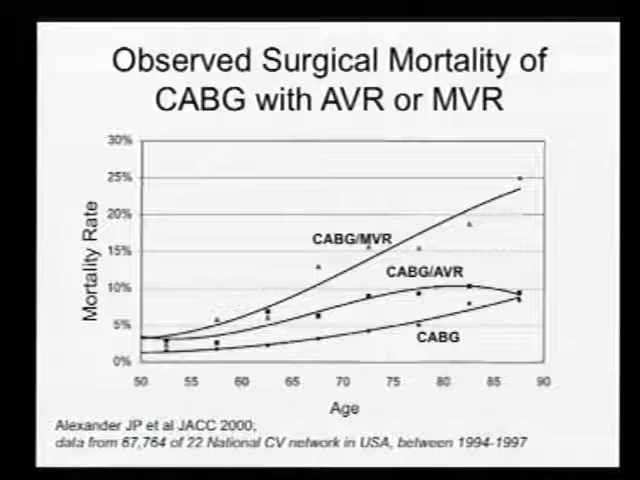 Observed Surgical Mortality of
CABG with AVR or MVR
30%
25%
20%
15%
10%
5%
0%
Mortality Rate
CABG/MVR
CABG/AVR
CABG
50 55 60 65 70 75 80 85 90
Age
Alexander JP et al JACC 2000;
data from 67,764 of 22 National CV network in USA, between 1994-1997